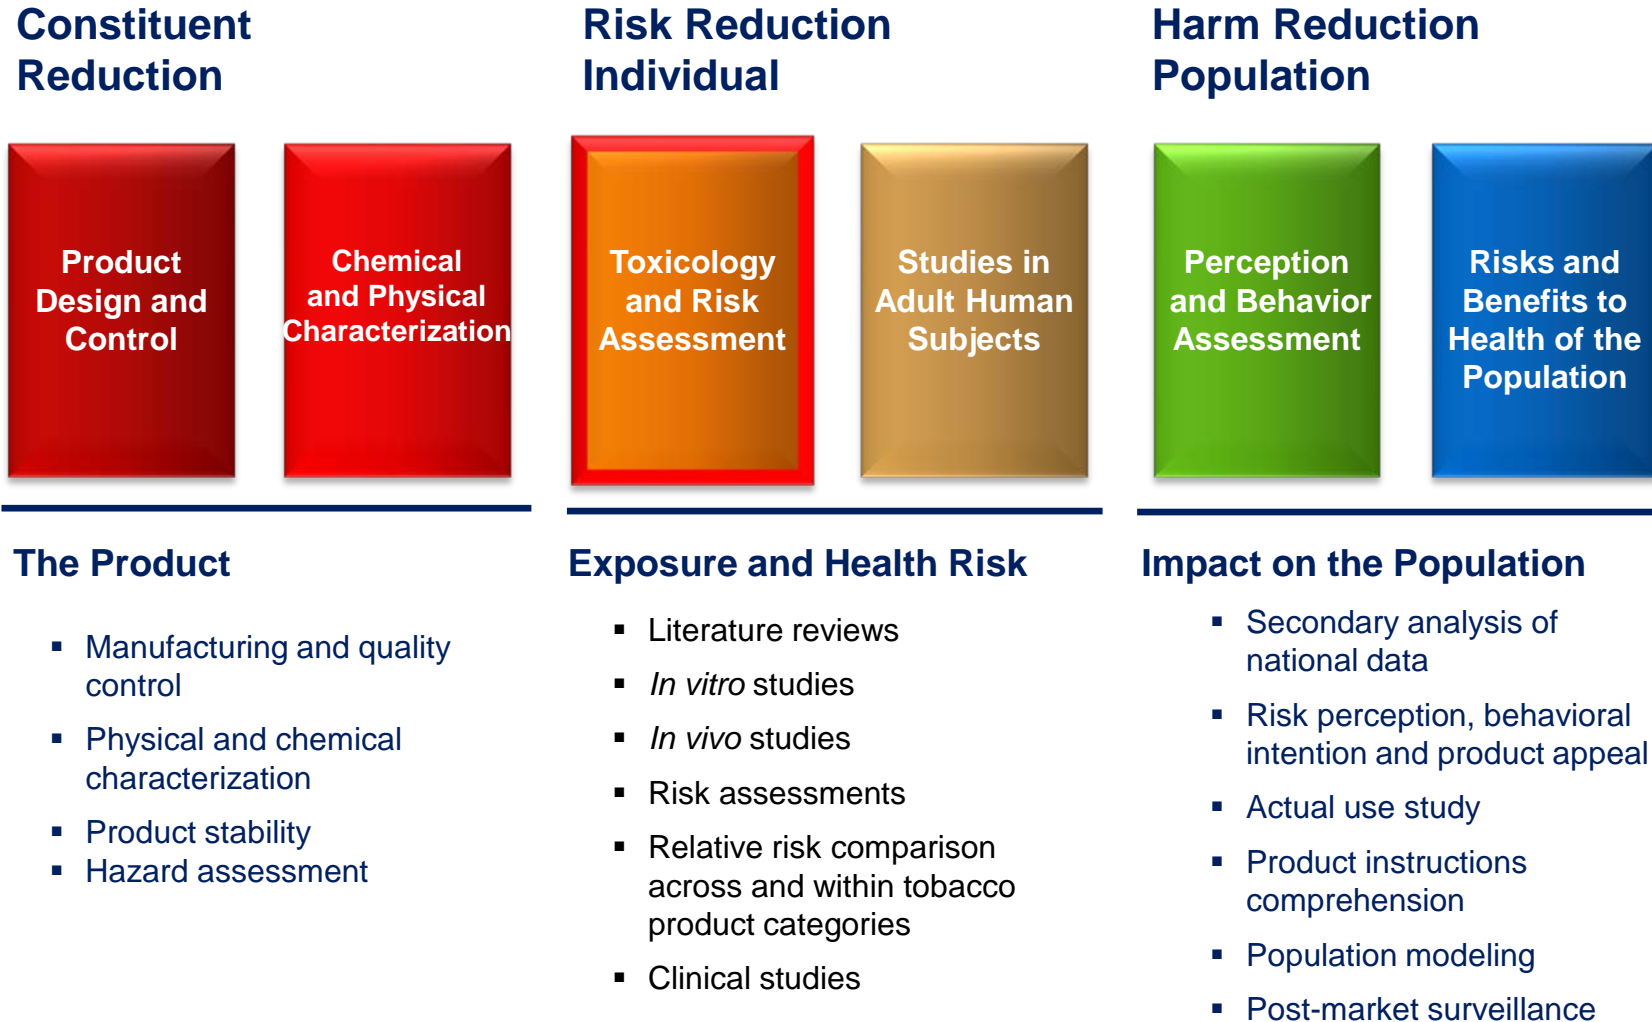 Constituent
Reduction
Risk Reduction
Individual
Harm Reduction
Population
Product
Design and
Control
Chemical
and Physical
Characterization
Toxicology
and Risk
Assessment
Studies in
Adult Human
Subjects
Perception
and Behavior
Assessment
Risks and
Benefits to
Health of the
Population
The Product
▪ Manufacturing and quality
control
▪ Physical and chemical
characterization
▪ Product stability
▪ Hazard assessment
Exposure and Health Risk
▪ Literature reviews
▪ In vitro studies
▪ In vivo studies
▪ Risk assessments
▪ Relative risk comparison
across and within tobacco
product categories
▪ Clinical studies
Impact on the Population
▪ Secondary analysis of
national data
▪ Risk perception, behavioral
intention and product appeal
▪ Actual use study
▪ Product instructions
comprehension
▪ Population modeling
▪ Post-market surveillance